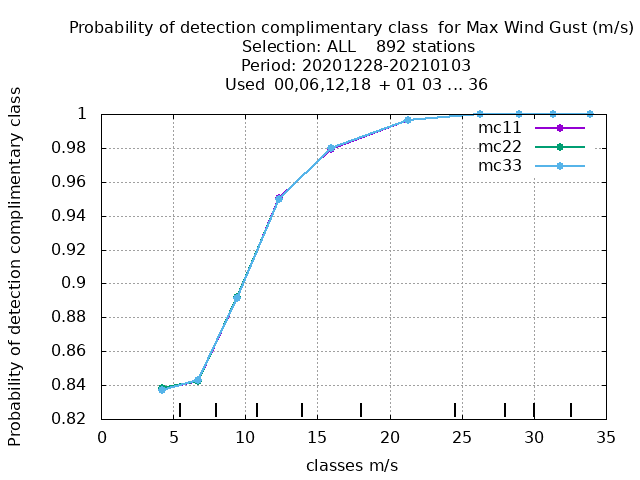 Probability of detection complimentary class  for Max Wind Gust (m/s)
Selection: ALL    892 stations
Period: 20201228-20210103
Used  00,06,12,18  + 01 03 ... 36
Probability of detection complimentary class
1
0.98
0.96
0.94
0.92
0.9
0.88
0.86
0.84
0.82
mc11
mc22
mc33
0 5 10 15 20 25 30 35
classes m/s